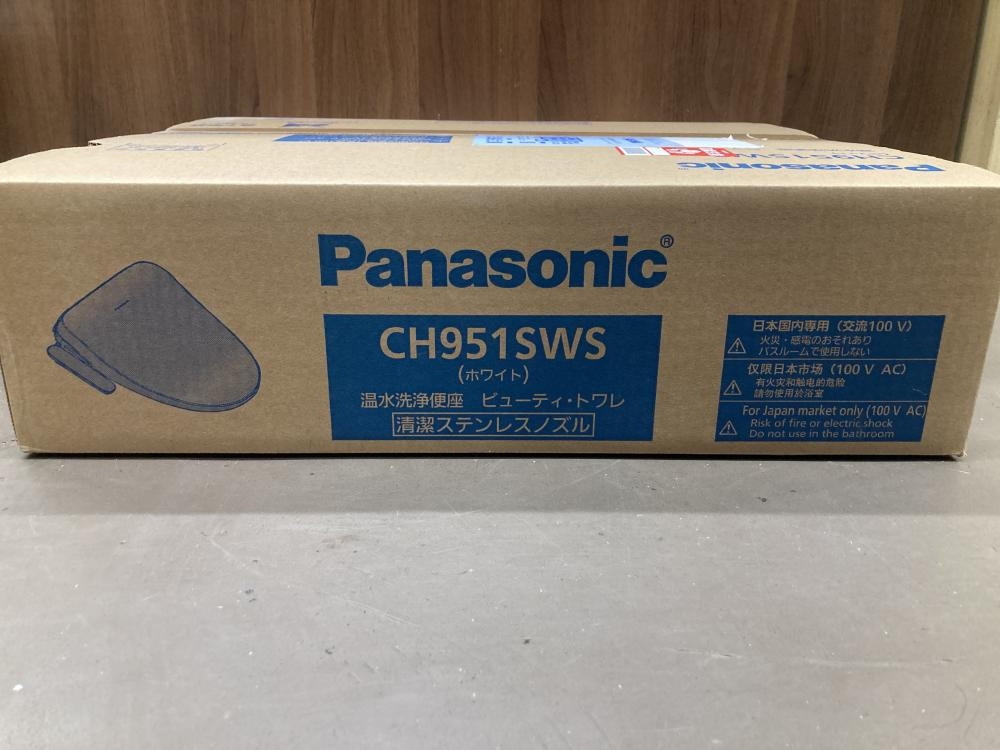 Panasonic
CH951SWS
Panasonic®
CH951SWS
(ホワイト)
温水洗浄便座 ビューティ・トワレ
清潔ステンレスノズル
日本国内専用(交流100 V)
火災・感電のおそれあり
バスルームで使用しない
仅限日本市场(100 V AC)
有火灾和触电的危险
請勿使用於浴室
For Japan market only (100 V AC)
Risk of fire or electric shock
Do not use in the bathroom